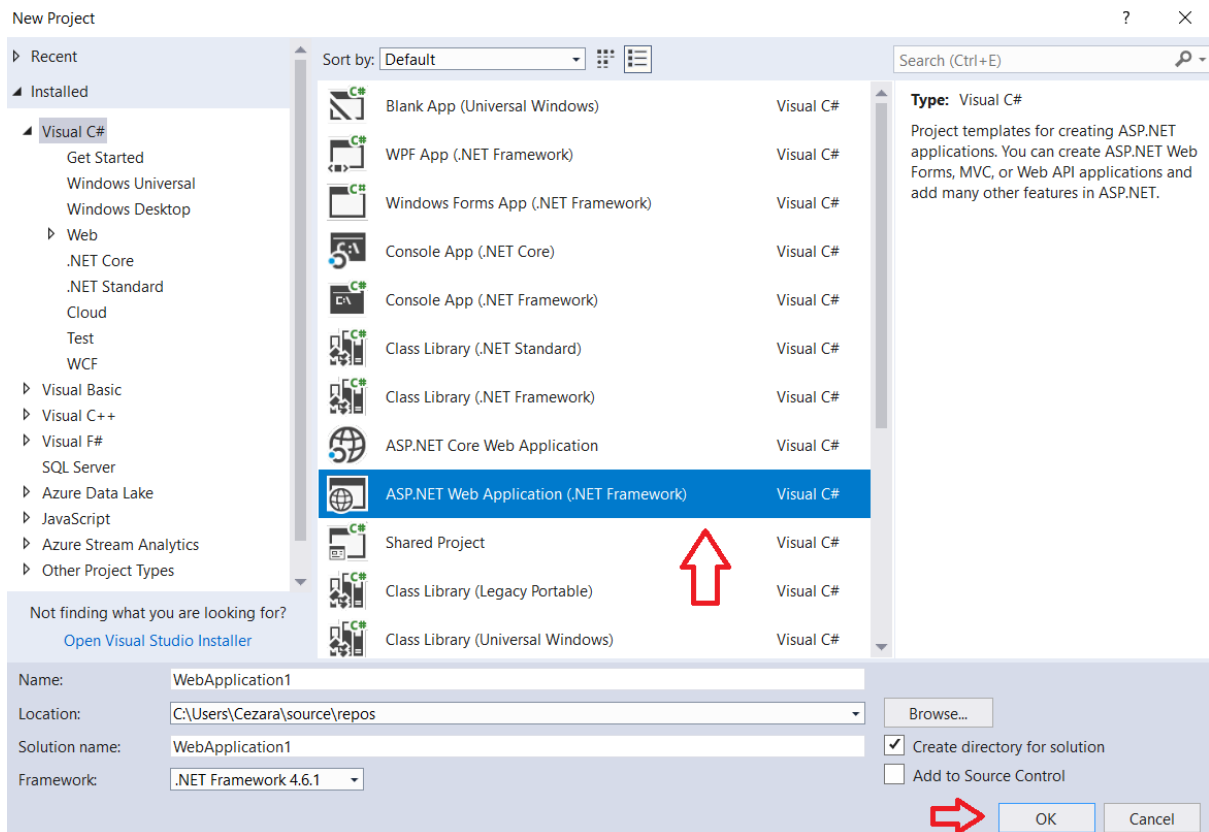 New Project
?
Recent
Installed
Visual C#
Get Started
Windows Universal
Windows Desktop
Web
.NET Core
.NET Standard
Cloud
Test
WCF
Visual Basic
Visual C++
Visual F#
SQL Server
Azure Data Lake
JavaScript
Azure Stream Analytics
Other Project Types
Not finding what you are looking for?
Open Visual Studio Installer
Sort by: Default
Blank App (Universal Windows) Visual C#
WPF App (.NET Framework) Visual C#
Windows Forms App (.NET Framework) Visual C#
Console App (.NET Core) Visual C#
Console App (.NET Framework) Visual C#
Class Library (.NET Standard) Visual C#
Class Library (.NET Framework) Visual C#
ASP.NET Core Web Application Visual C#
ASP.NET Web Application (.NET Framework) Visual C#
Shared Project Visual C#
Class Library (Legacy Portable) Visual C#
Class Library (Universal Windows) Visual C#
Search (Ctrl+E)
Type: Visual C#
Project templates for creating ASP.NET
applications. You can create ASP.NET Web
Forms, MVC, or Web API applications and
add many other features in ASP.NET.
Name: WebApplication1
Location: C:\Users\Cezara\source\repos
Browse...
Solution name: WebApplication1
Create directory for solution
Framework: .NET Framework 4.6.1
Add to Source Control
OK Cancel